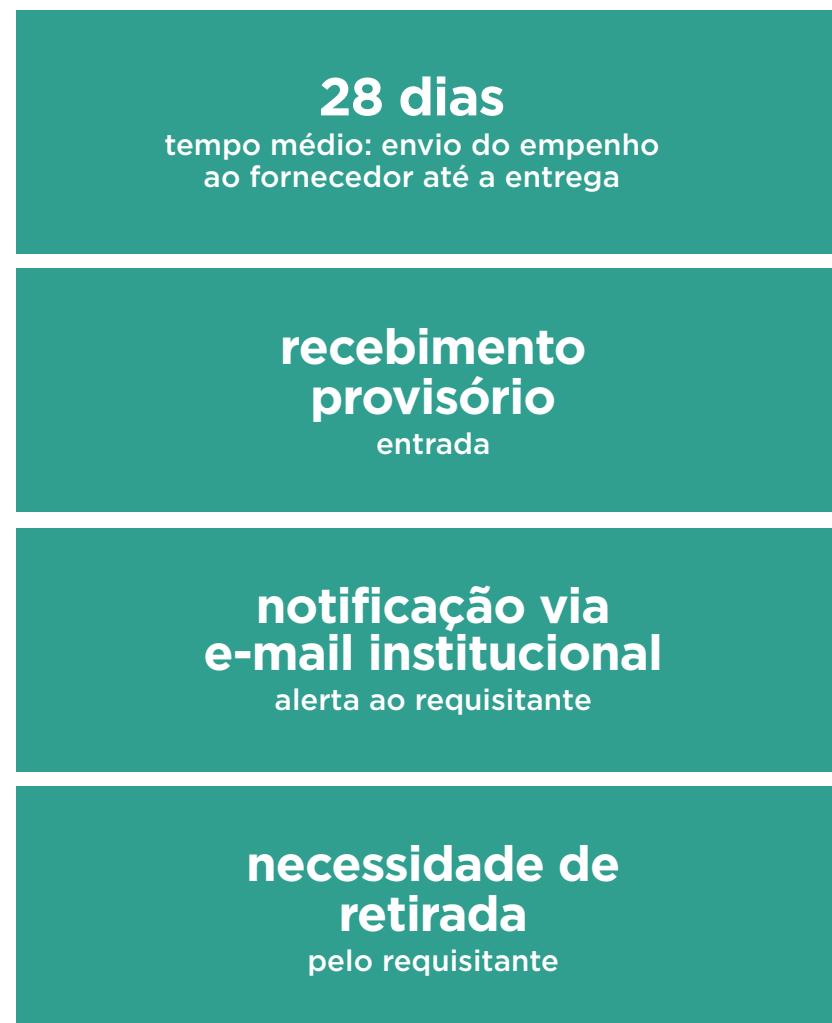 28 dias
tempo médio: envio do empenho
ao fornecedor até a entrega
recebimento
provisório
entrada
notificação via
e-mail institucional
alerta ao requisitante
necessidade de
retirada
pelo requisitante